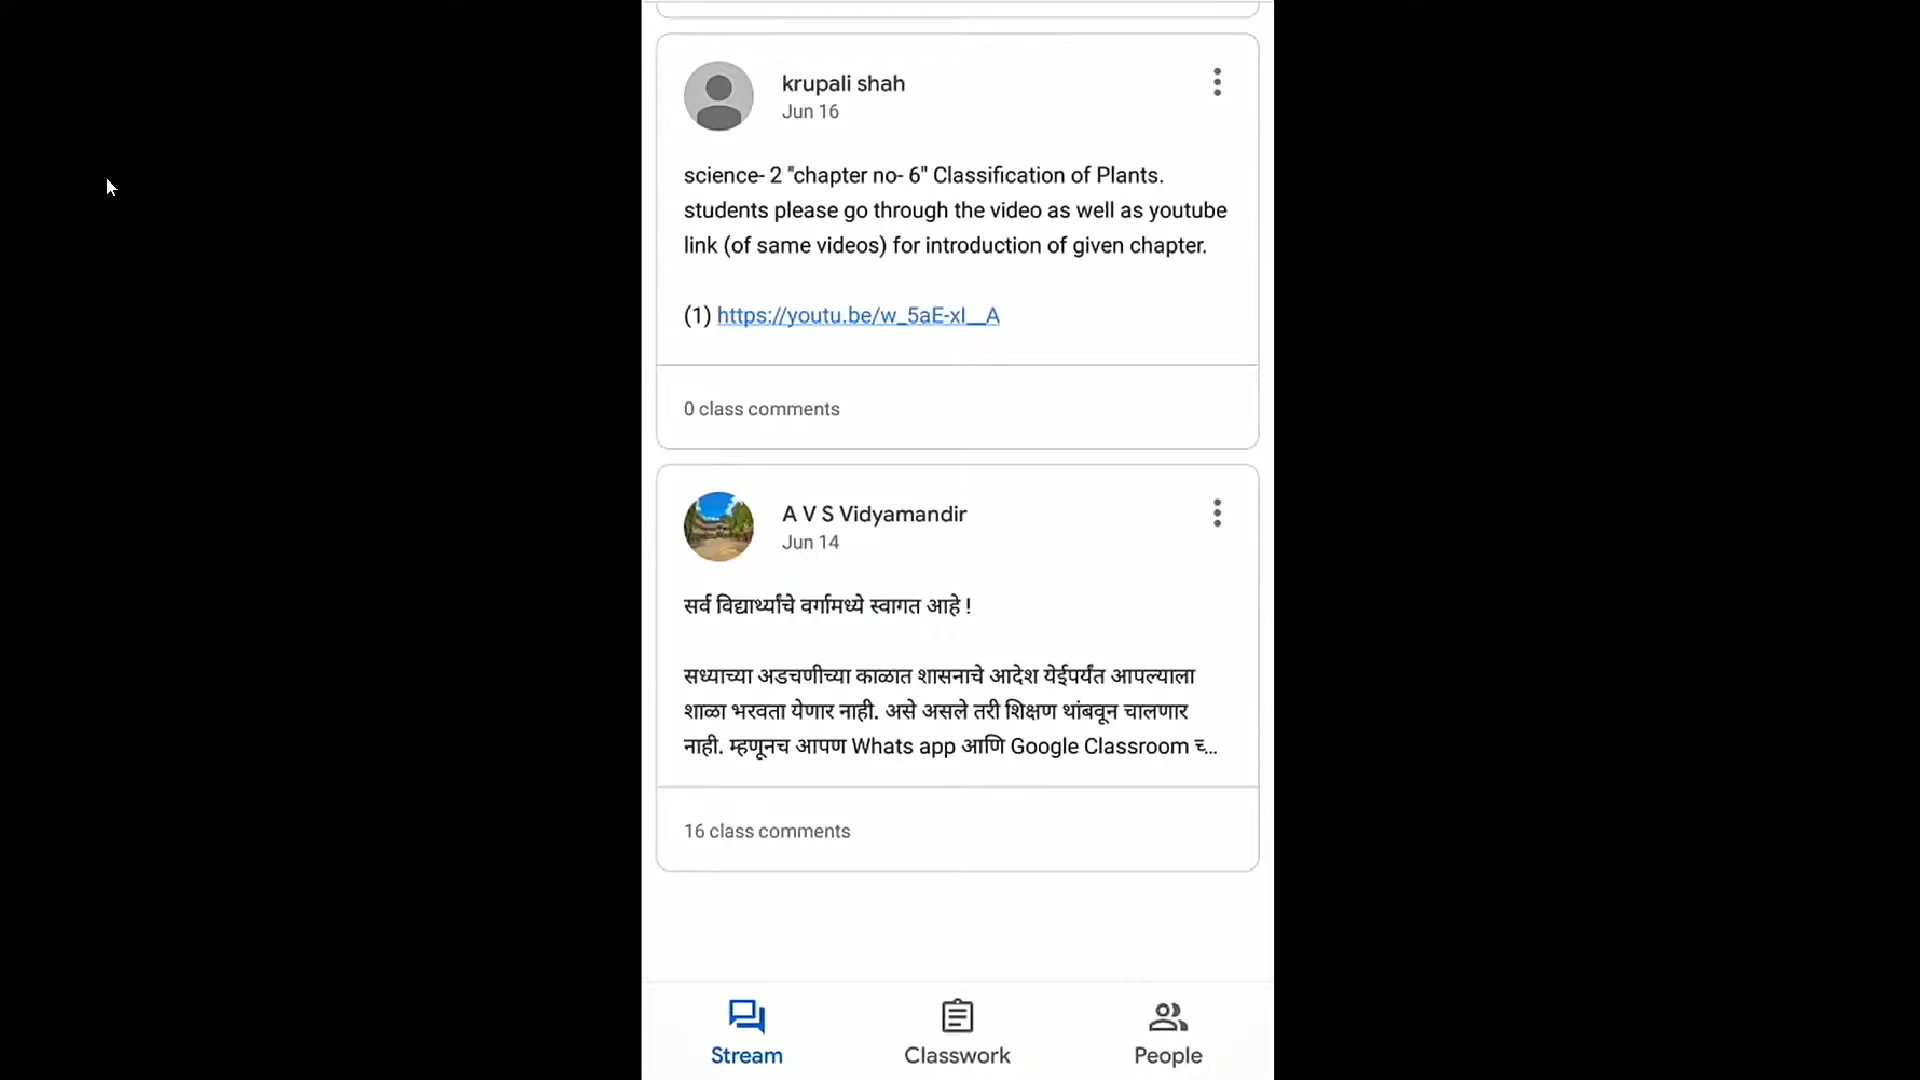 krupali shah
Jun 16
science- 2 "chapter no- 6" Classification of Plants.
students please go through the video as well as youtube
link (of same videos) for introduction of given chapter.
(1) https://youtu.be/w_5aE-xl__A
0 class comments
A V S Vidyamandir
Jun 14
सर्व विद्यार्थ्यांचे वर्गामध्ये स्वागत आहे !
सध्याच्या अडचणीच्या काळात शासनाचे आदेश येईपर्यंत आपल्याला
शाळा भरवता येणार नाही. असे असले तरी शिक्षण थांबवून चालणार
नाही. म्हणूनच आपण Whats app आणि Google Classroom च्...
16 class comments
Stream
Classwork
People